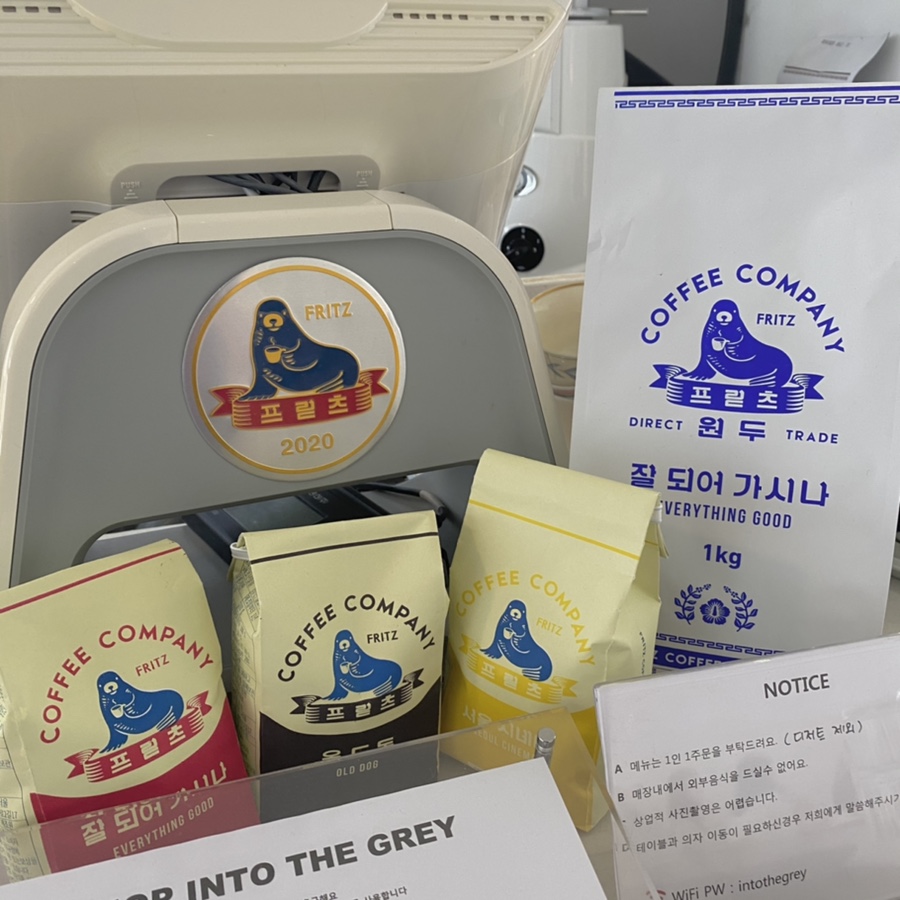 FRITZ
프릳츠
2020
COFFEE COMPANY
FRITZ
프릳츠
DIRECT 원두 TRADE
잘 되어 가시나
EVERYTHING GOOD
1kg
COFFEE COMPANY
FRITZ
프릳츠
잘 되어 가시나
EVERYTHING GOOD
COFFEE COMPANY
FRITZ
프릳츠
OLD DOG
COFFEE COMPANY
FRITZ
프릳츠
서울시네
INTO THE GREY
NOTICE
A 메뉴는 1인 1주문을 부탁드려요. (디저트 제외)
B 매장내에서 외부음식을 드실수 없어요.
상업적 사진촬영은 어렵습니다.
테이블과 의자 이동이 필요하신경우 저희에게 말씀해주시
WiFi PW : intothegrey